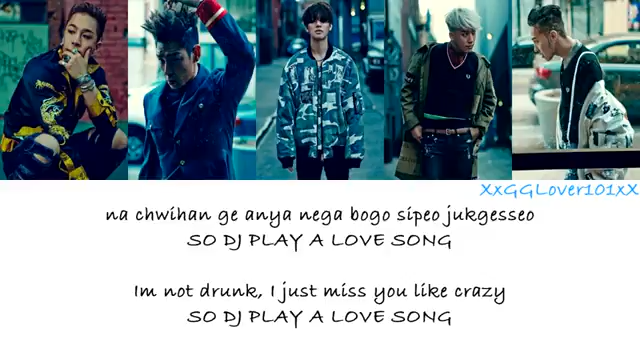 XxGGLover101xX
na chwihan ge anya nega bogo sipeo jukgesseo
SO DJ PLAY A LOVE SONG
Im not drunk, I just miss you like crazy
SO DJ PLAY A LOVE SONG